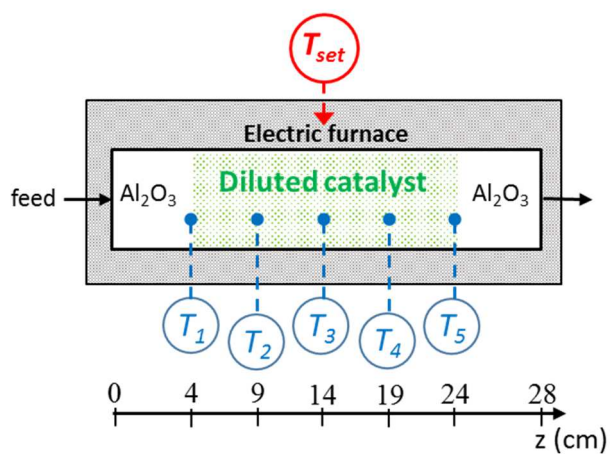 T_set
Electric furnace
feed
Al₂O₃
Diluted catalyst
Al₂O₃
T₁
T₂
T₃
T₄
T₅
0 4 9 14 19 24 28
z (cm)